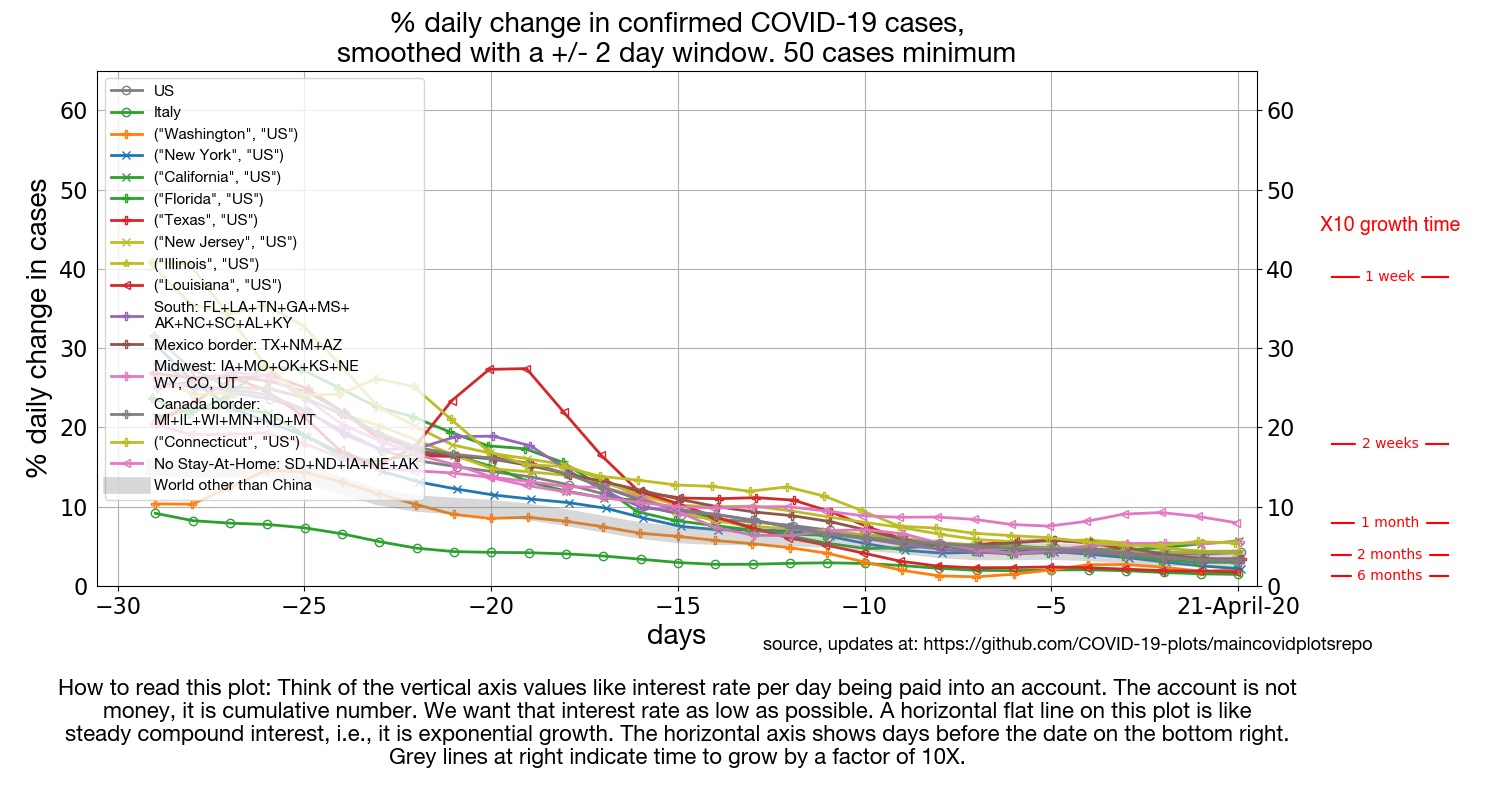 % daily change in confirmed COVID-19 cases,
smoothed with a +/- 2 day window. 50 cases minimum
US
Italy
("Washington", "US")
("New York", "US")
("California", "US")
("Florida", "US")
("Texas", "US")
("New Jersey", "US")
("Illinois", "US")
("Louisiana", "US")
South: FL+LA+TN+GA+MS+
AK+NC+SC+AL+KY
Mexico border: TX+NM+AZ
Midwest: IA+MO+OK+KS+NE
WY, CO, UT
Canada border:
MI+IL+WI+MN+ND+MT
("Connecticut", "US")
No Stay-At-Home: SD+ND+IA+NE+AK
World other than China
% daily change in cases
60
50
40
30
20
10
0
60
50
40
30
20
10
0
X10 growth time
1 week
2 weeks
1 month
2 months
6 months
−30
−25
−20
−15
−10
−5
21-April-20
days
source, updates at: https://github.com/COVID-19-plots/maincovidplotsrepo
How to read this plot: Think of the vertical axis values like interest rate per day being paid into an account. The account is not
money, it is cumulative number. We want that interest rate as low as possible. A horizontal flat line on this plot is like
steady compound interest, i.e., it is exponential growth. The horizontal axis shows days before the date on the bottom right.
Grey lines at right indicate time to grow by a factor of 10X.